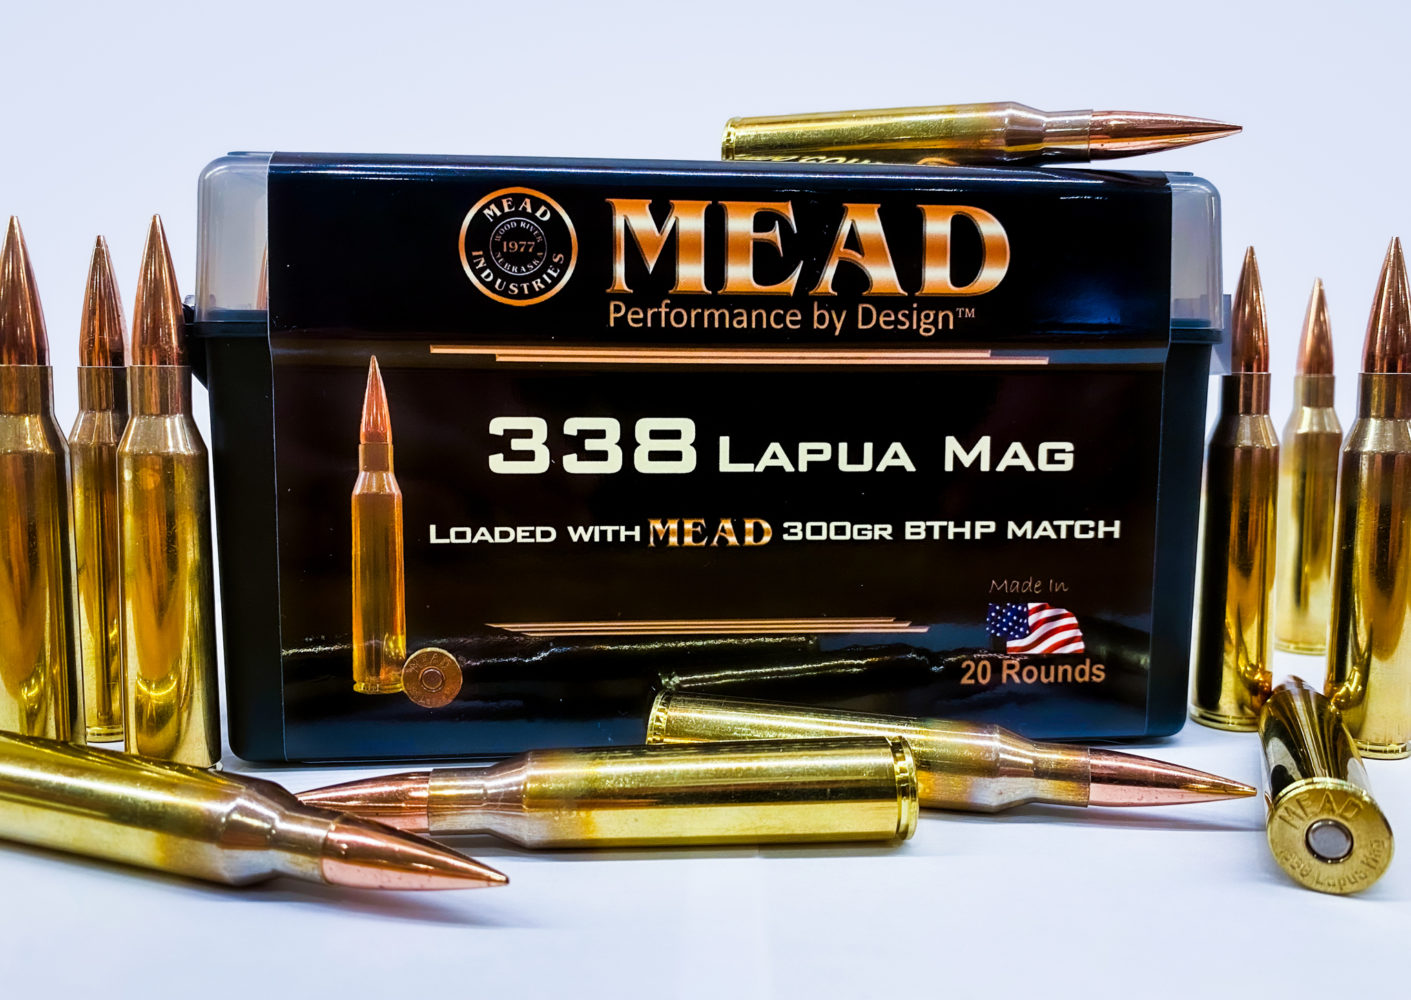 MEAD
INDUSTRIES
WOOD RIVER
1977
NEBRASKA
MEAD
Performance by Design™
338 LAPUA MAG
LOADED WITH MEAD 300GR BTHP MATCH
Made In
20 Rounds
MEAD
MEAD
338 Lapua Mag